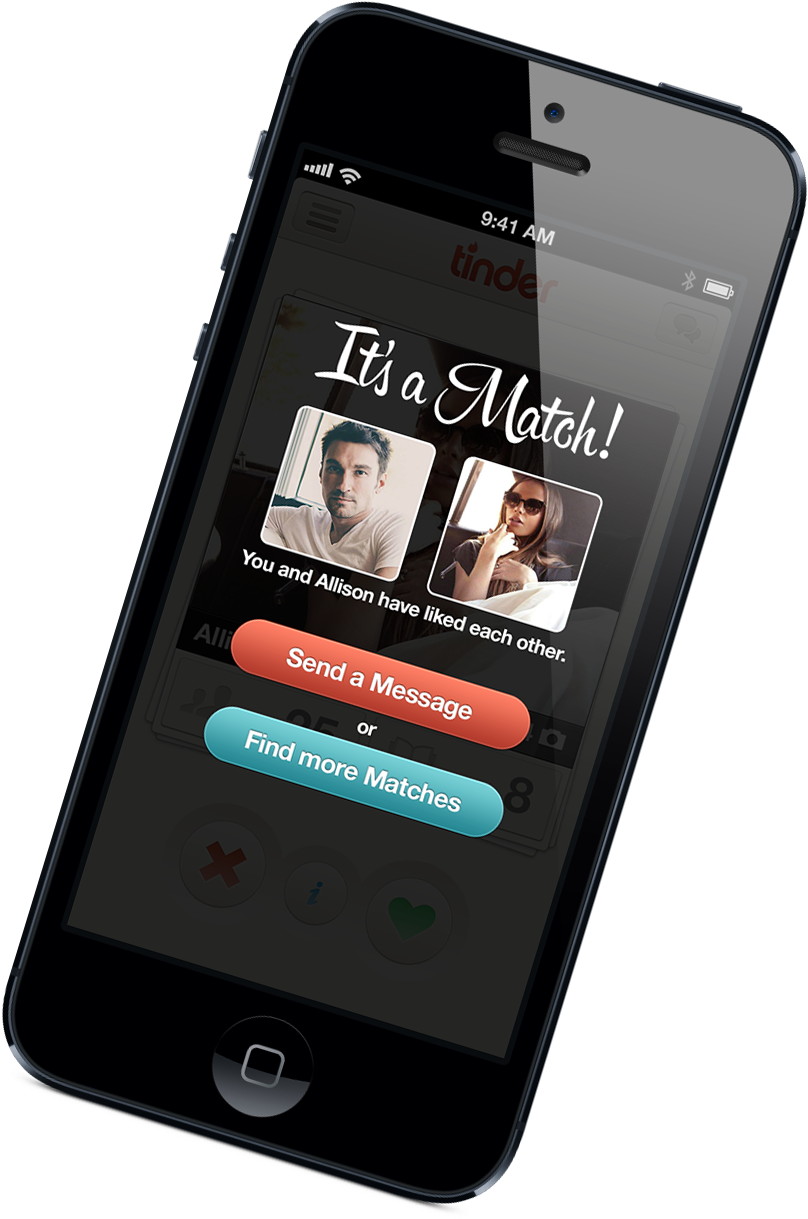 9:41 AM
tinder
It's a Match!
You and Allison have liked each other.
Alli
Send a Message
or
Find more Matches
8
i